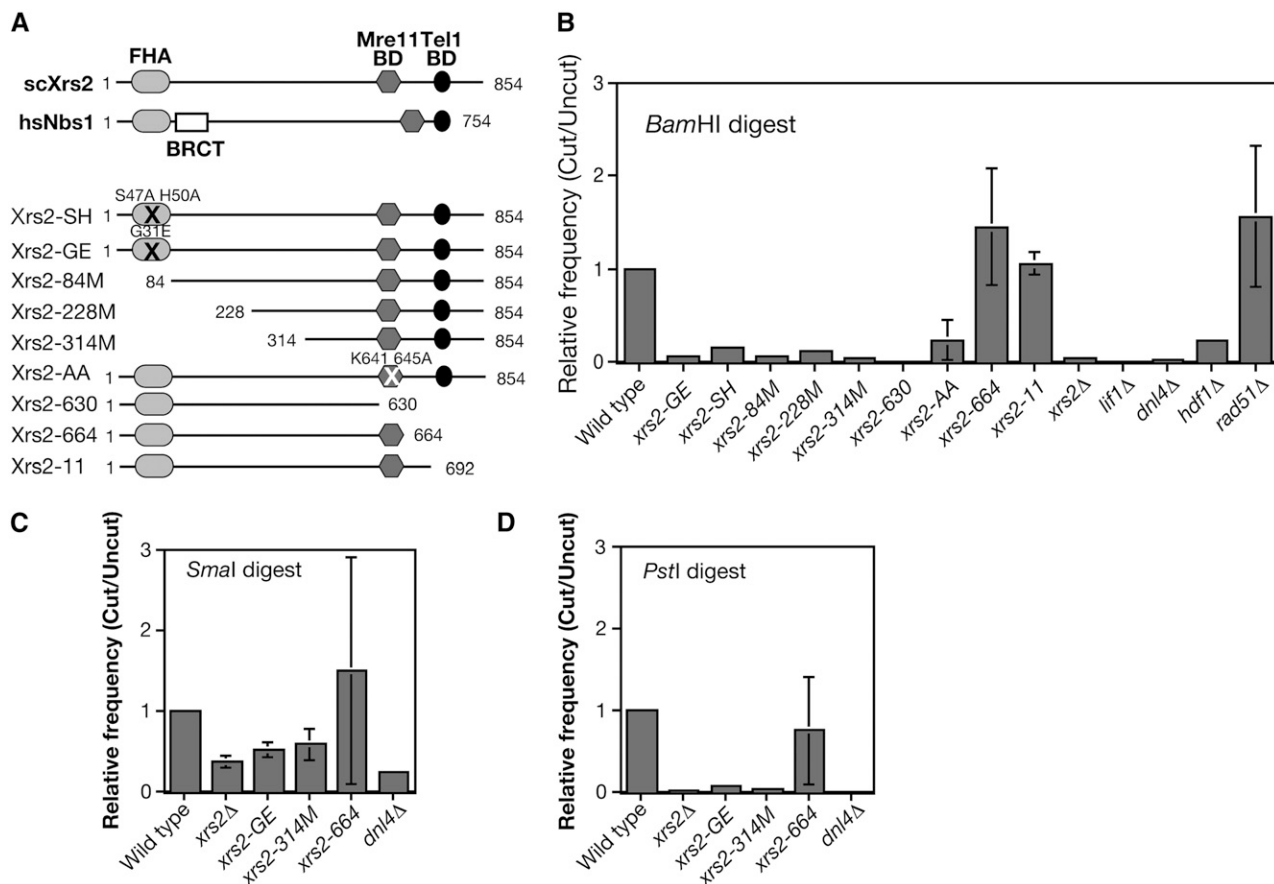 A
FHA
Mre11 Tel1
BD BD
scXrs2 1 854
hsNbs1 1 754
BRCT
S47A H50A
Xrs2-SH 1 854
G31E
Xrs2-GE 1 854
Xrs2-84M 84 854
Xrs2-228M 228 854
Xrs2-314M 314 854
K641 645A
Xrs2-AA 1 854
Xrs2-630 1 630
Xrs2-664 1 664
Xrs2-11 1 692
B
Relative frequency (Cut/Uncut)
3
2
1
0
BamHI digest
Wild type
xrs2-GE
xrs2-SH
xrs2-84M
xrs2-228M
xrs2-314M
xrs2-630
xrs2-AA
xrs2-664
xrs2-11
xrs2Δ
lif1Δ
dnl4Δ
hdf1Δ
rad51Δ
C
Relative frequency (Cut/Uncut)
3
2
1
0
SmaI digest
Wild type
xrs2Δ
xrs2-GE
xrs2-314M
xrs2-664
dnl4Δ
D
Relative frequency (Cut/Uncut)
3
2
1
0
PstI digest
Wild type
xrs2Δ
xrs2-GE
xrs2-314M
xrs2-664
dnl4Δ